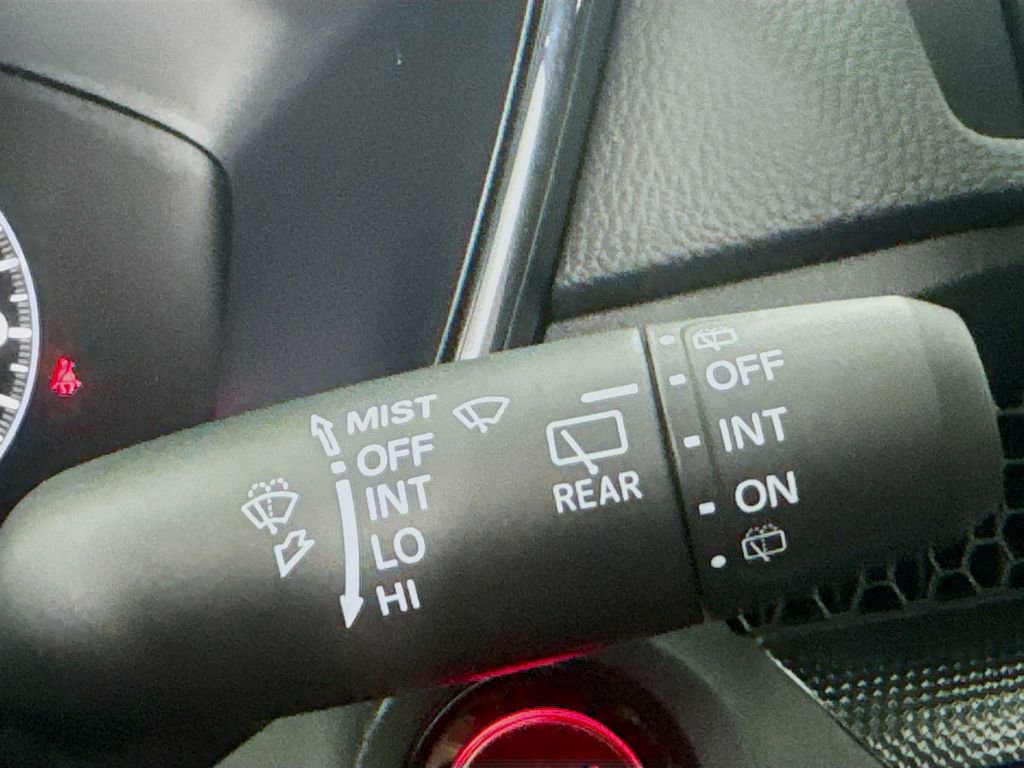 MIST
OFF
INT
LO
HI
REAR
OFF
INT
ON